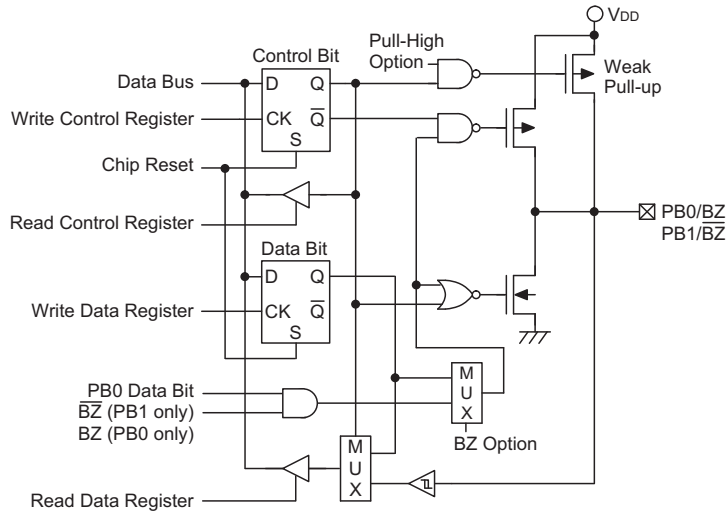 VDD
Control Bit
Pull-High
Option
Data Bus
D
Q
Weak
Pull-up
Write Control Register
CK
Q̅
S
Chip Reset
PB0/BZ
PB1/B̅Z̅
Read Control Register
Data Bit
D
Q
Write Data Register
CK
Q̅
S
M
U
X
PB0 Data Bit
B̅Z̅ (PB1 only)
BZ (PB0 only)
BZ Option
M
U
X
Read Data Register